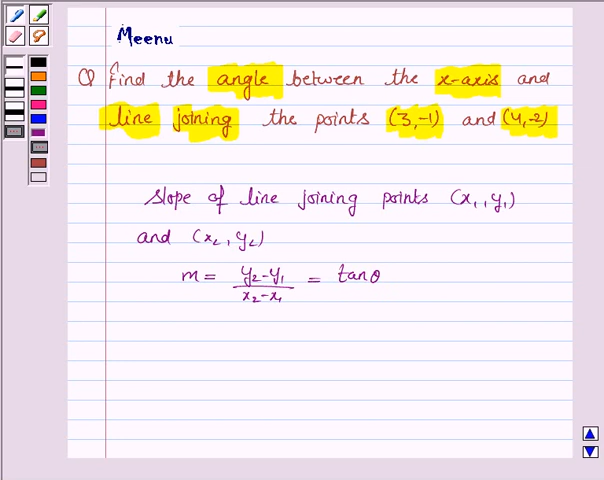 Meenu
Q Find the angle between the x-axis and
line joining the points (3,-1) and (4,-2)
Slope of line joining points (x₁, y₁)
and (x₂, y₂)
m = y₂-y₁ / x₂-x₁ = tanθ